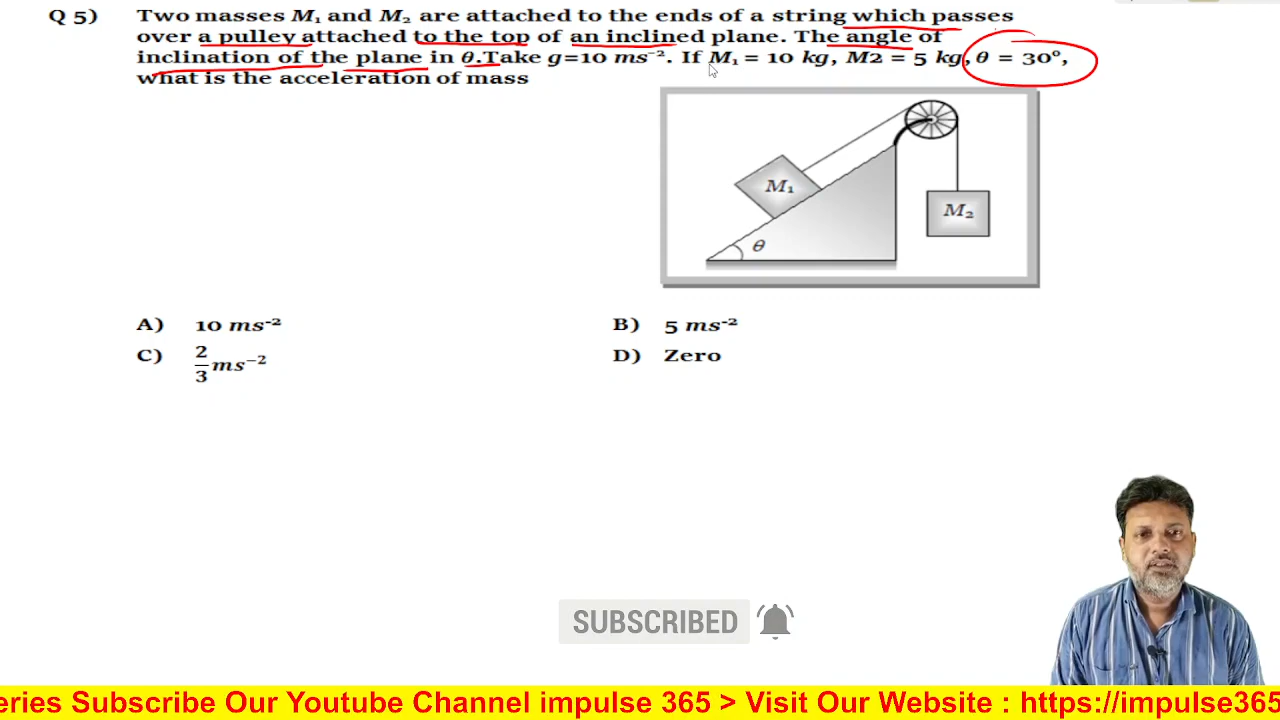 Q 5) Two masses M₁ and M₂ are attached to the ends of a string which passes
over a pulley attached to the top of an inclined plane. The angle of
inclination of the plane in θ.Take g=10 ms⁻². If M₁ = 10 kg, M2 = 5 kg, θ = 30°,
what is the acceleration of mass
M₁
M₂
θ
A) 10 ms⁻² B) 5 ms⁻²
C) 2/3 ms⁻² D) Zero
SUBSCRIBED
eries Subscribe Our Youtube Channel impulse 365 > Visit Our Website : https://impulse365